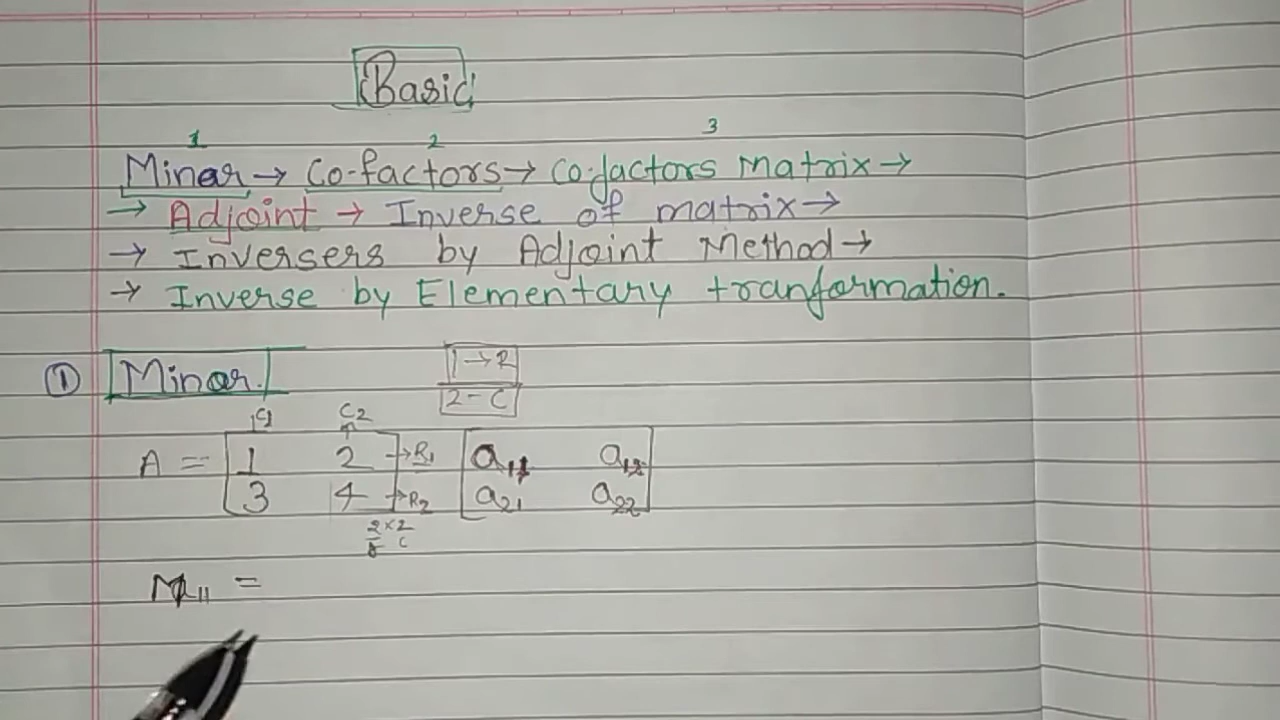 Basic
1 2 3
Minor → Co-factors → Cofactors Matrix →
→ Adjoint → Inverse of matrix →
→ Inversers by Adjoint Method →
→ Inverse by Elementary tranformation.
① Minor. 1 → R
2 - C
C1 C2
A = 1 2 → R1 a11 a12
3 4 → R2 a21 a22
2 × 2
r c
M11 =